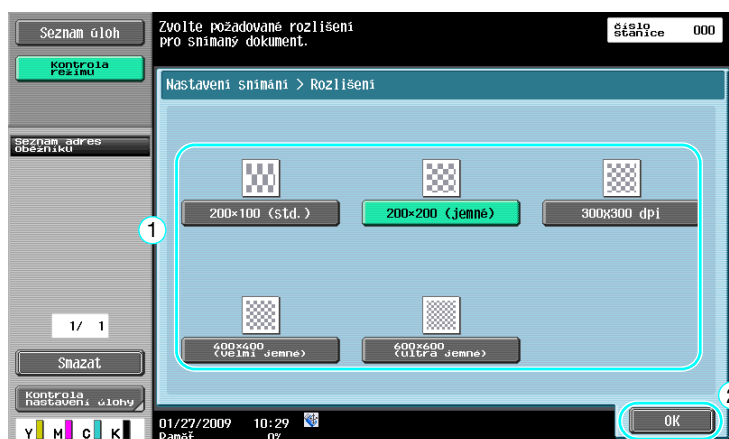 Seznam úloh
Zvolte požadované rozlišení
pro snímaný dokument.
číslo
stanice
000
Kontrola
režimu
Nastavení snímání > Rozlišení
Seznam adres
oběžníku
200×100 (std.)
200×200 (jemné)
300x300 dpi
1
400×400
(velmi jemné)
600×600
(ultra jemné)
1/ 1
Smazat
Kontrola
nastavení úlohy
2
OK
01/27/2009 10:29
Paměť 0%
Y M C K